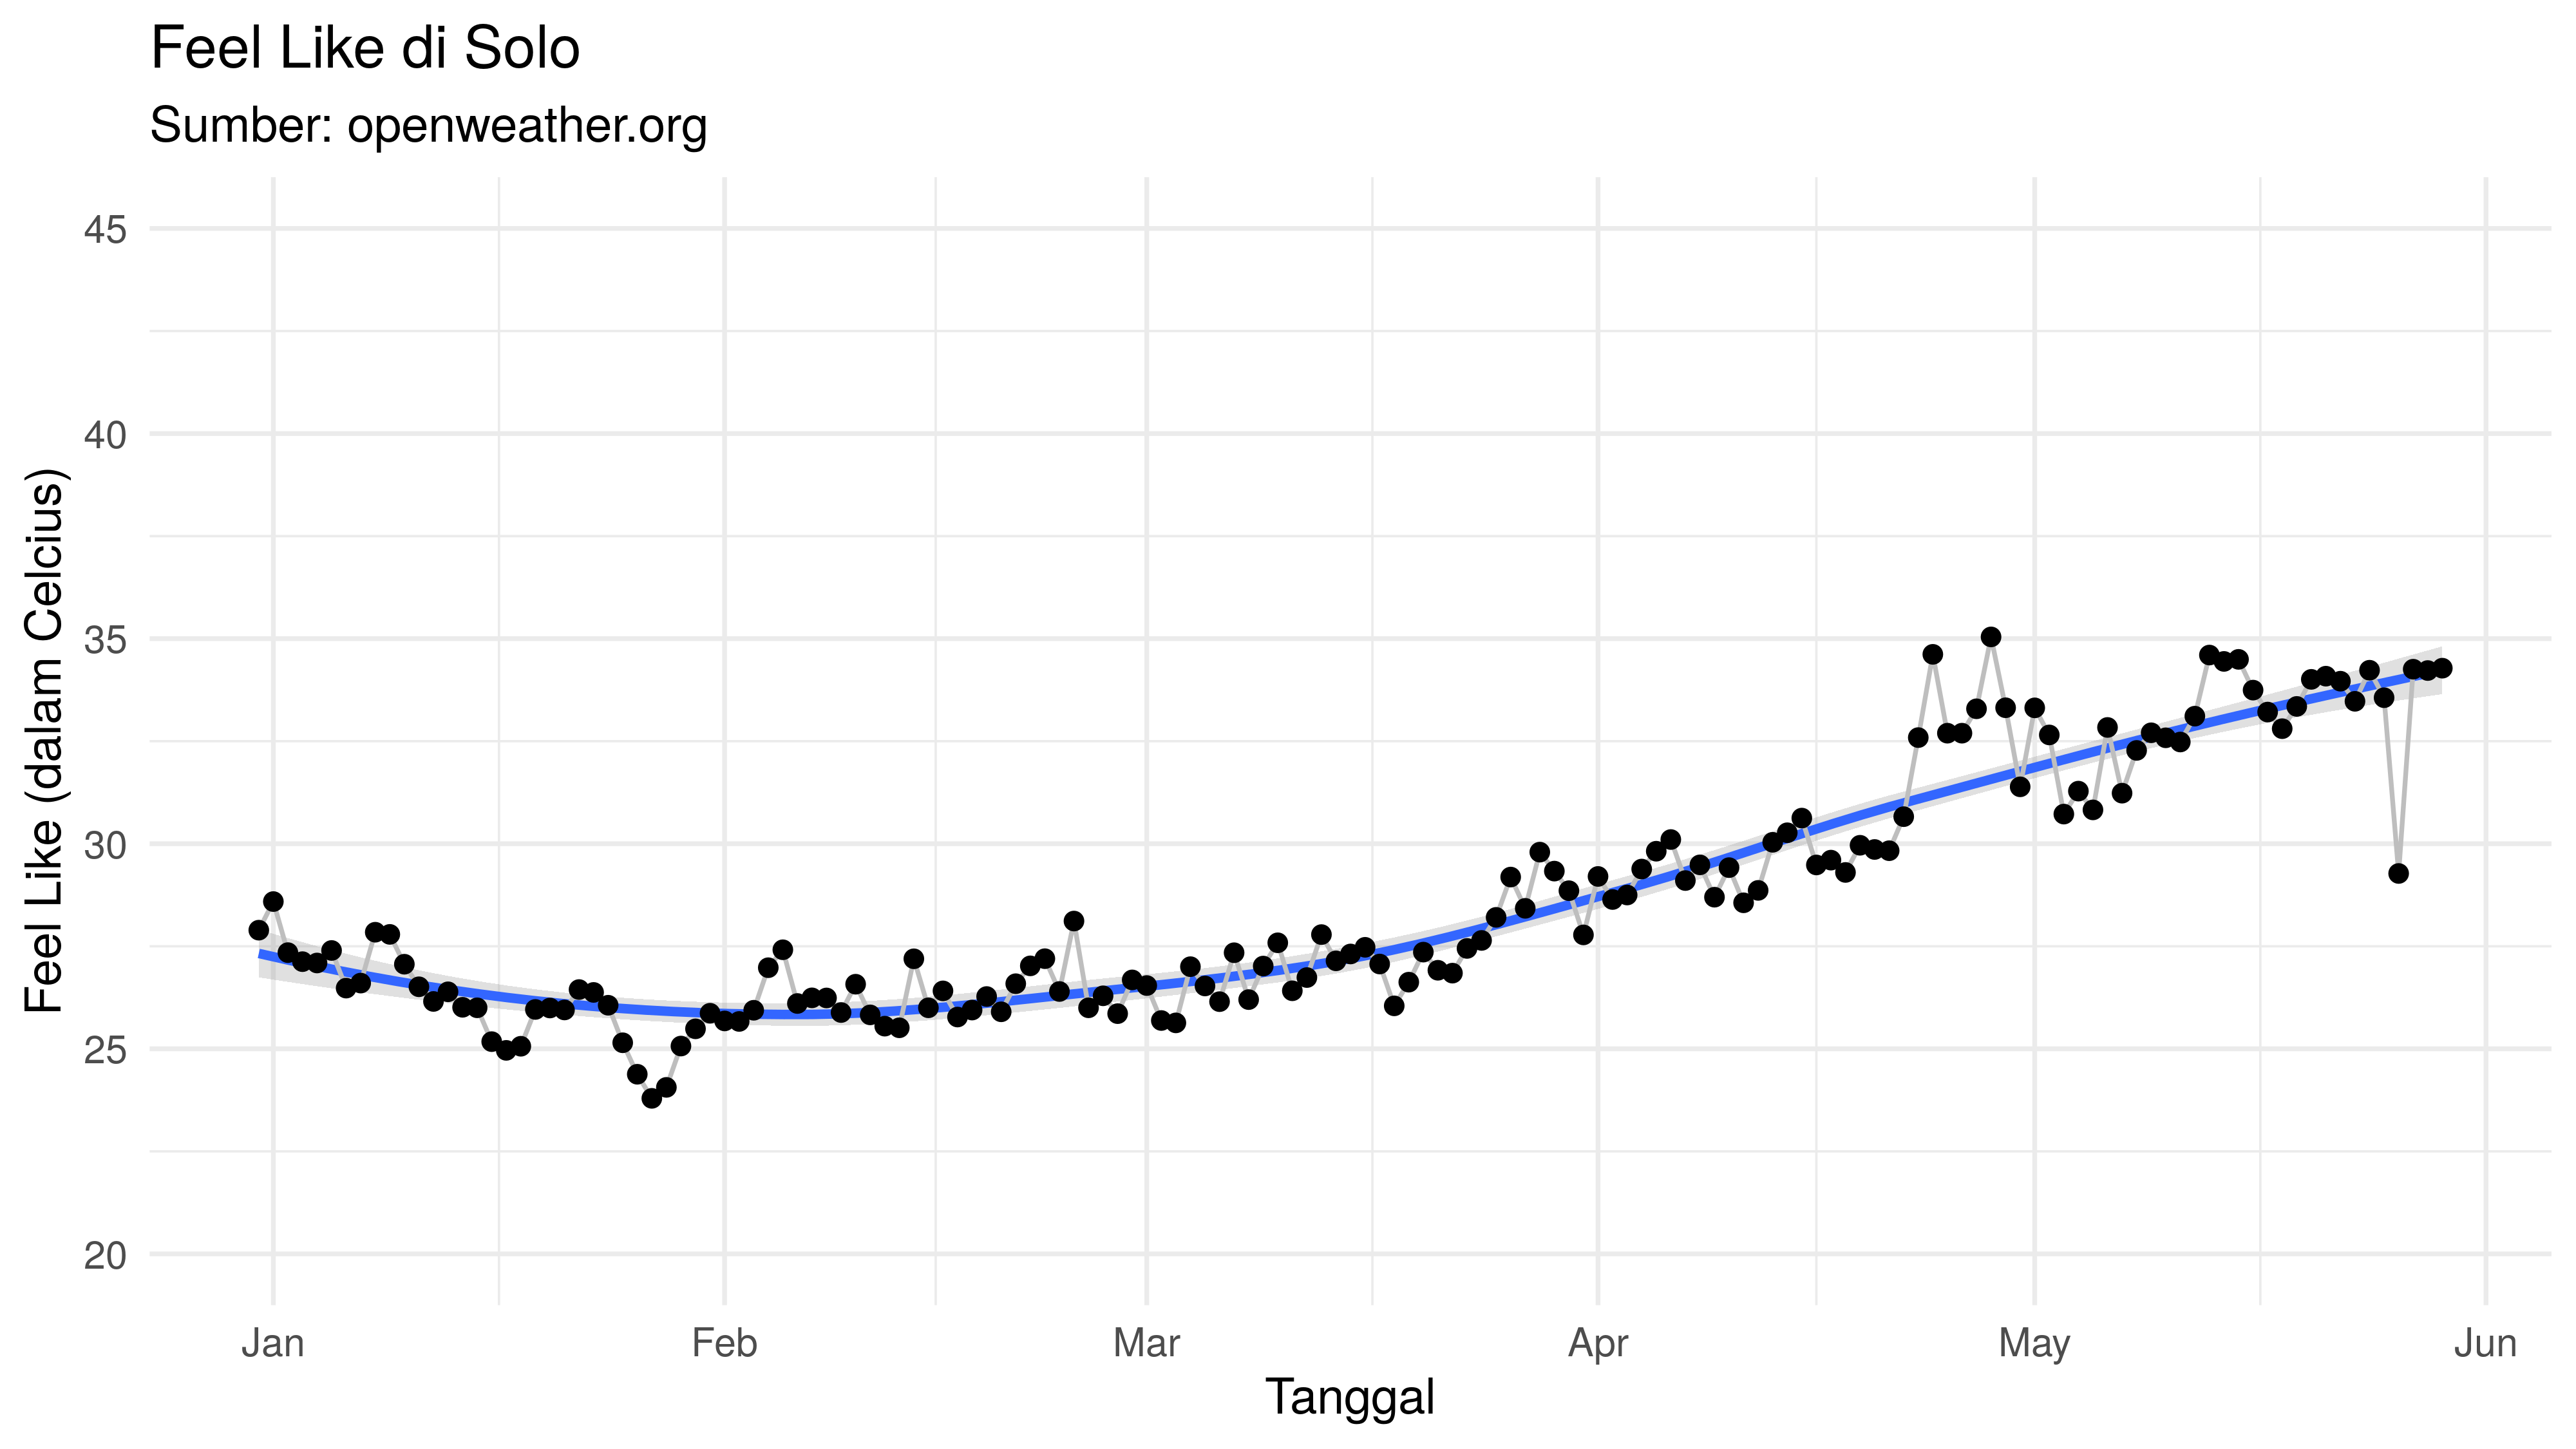 Feel Like di Solo
Sumber: openweather.org
Feel Like (dalam Celcius)
45
40
35
30
25
20
Jan Feb Mar Apr May Jun
Tanggal